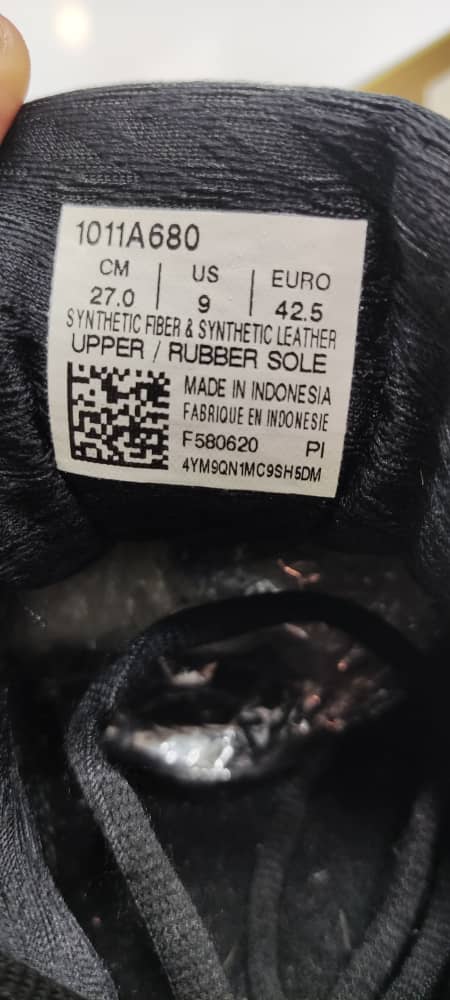 1011A680
CM | US | EURO
27.0 | 9 | 42.5
SYNTHETIC FIBER & SYNTHETIC LEATHER
UPPER / RUBBER SOLE
MADE IN INDONESIA
FABRIQUE EN INDONESIE
F580620 PI
4YM9QN1MC9SH5DM